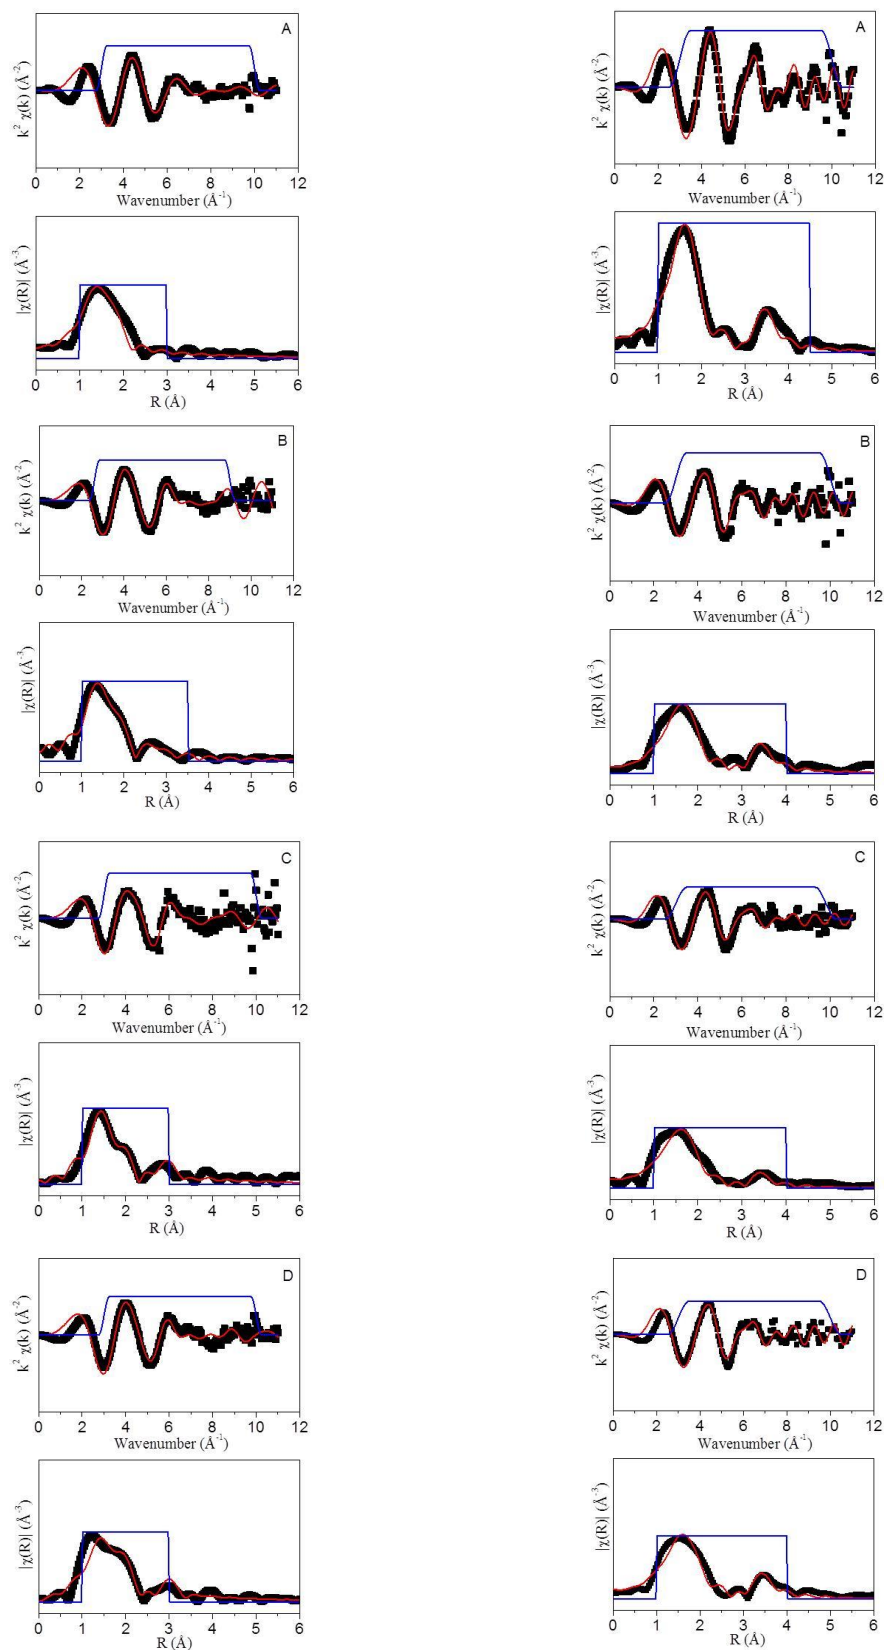 A
k² χ(k) (Å⁻²)
0 2 4 6 8 10 12
Wavenumber (Å⁻¹)
|χ(R)| (Å⁻³)
0 1 2 3 4 5 6
R (Å)
B
k² χ(k) (Å⁻²)
0 2 4 6 8 10 12
Wavenumber (Å⁻¹)
|χ(R)| (Å⁻³)
0 1 2 3 4 5 6
R (Å)
C
k² χ(k) (Å⁻²)
0 2 4 6 8 10 12
Wavenumber (Å⁻¹)
|χ(R)| (Å⁻³)
0 1 2 3 4 5 6
R (Å)
D
k² χ(k) (Å⁻²)
0 2 4 6 8 10 12
Wavenumber (Å⁻¹)
|χ(R)| (Å⁻³)
0 1 2 3 4 5 6
R (Å)
A
k² χ(k) (Å⁻²)
0 2 4 6 8 10 12
Wavenumber (Å⁻¹)
|χ(R)| (Å⁻³)
0 1 2 3 4 5 6
R (Å)
B
k² χ(k) (Å⁻²)
0 2 4 6 8 10 12
Wavenumber (Å⁻¹)
|χ(R)| (Å⁻³)
0 1 2 3 4 5 6
R (Å)
C
k² χ(k) (Å⁻²)
0 2 4 6 8 10 12
Wavenumber (Å⁻¹)
|χ(R)| (Å⁻³)
0 1 2 3 4 5 6
R (Å)
D
k² χ(k) (Å⁻²)
0 2 4 6 8 10 12
Wavenumber (Å⁻¹)
|χ(R)| (Å⁻³)
0 1 2 3 4 5 6
R (Å)